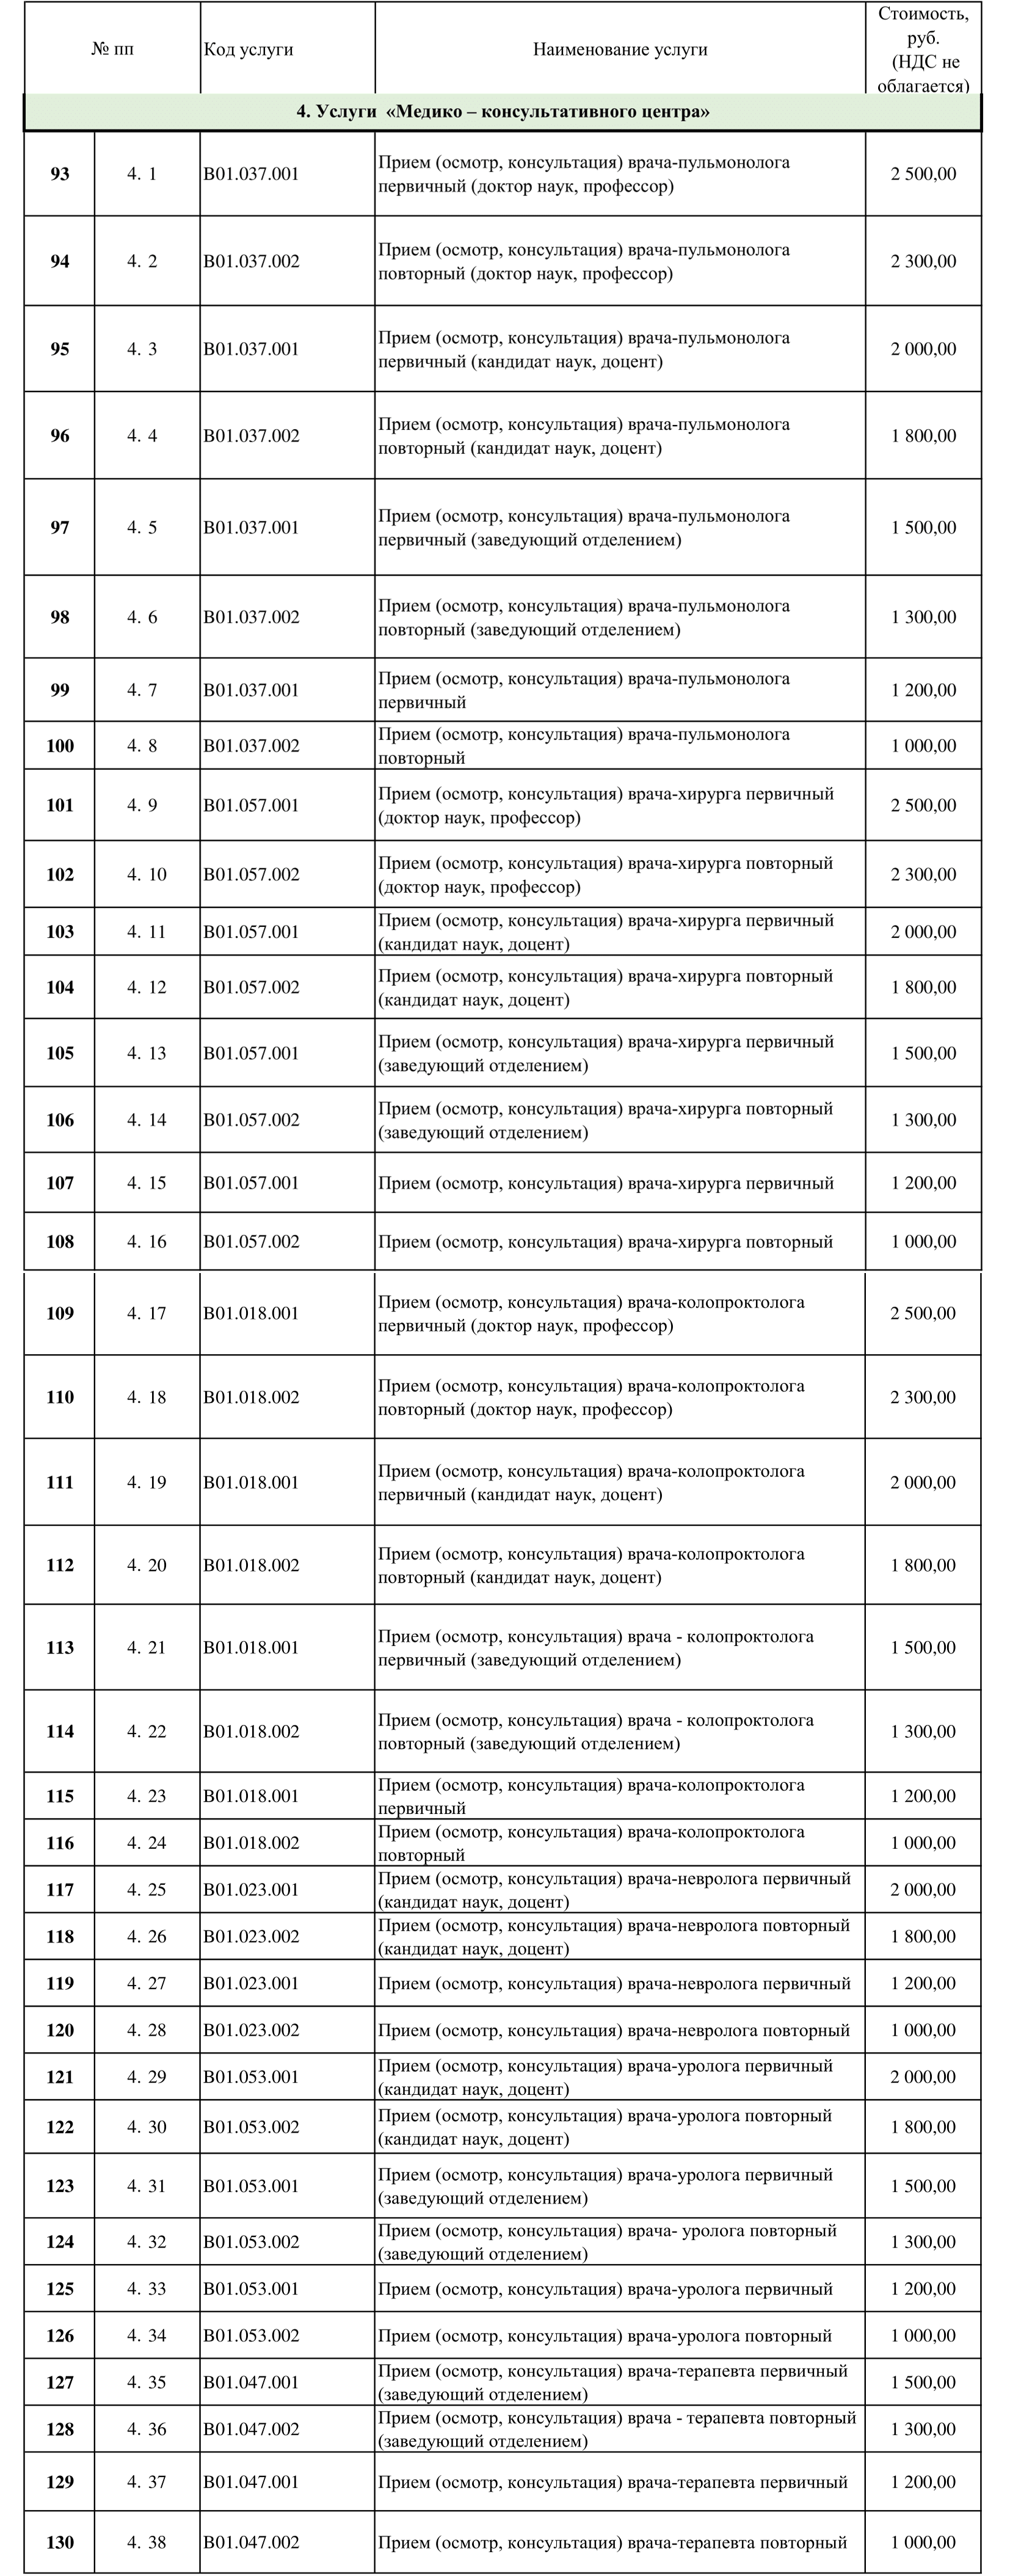 № пп Код услуги Наименование услуги Стоимость,
руб.
(НДС не
облагается)
4. Услуги «Медико – консультативного центра»
93 4. 1 B01.037.001 Прием (осмотр, консультация) врача-пульмонолога
первичный (доктор наук, профессор) 2 500,00
94 4. 2 B01.037.002 Прием (осмотр, консультация) врача-пульмонолога
повторный (доктор наук, профессор) 2 300,00
95 4. 3 B01.037.001 Прием (осмотр, консультация) врача-пульмонолога
первичный (кандидат наук, доцент) 2 000,00
96 4. 4 B01.037.002 Прием (осмотр, консультация) врача-пульмонолога
повторный (кандидат наук, доцент) 1 800,00
97 4. 5 B01.037.001 Прием (осмотр, консультация) врача-пульмонолога
первичный (заведующий отделением) 1 500,00
98 4. 6 B01.037.002 Прием (осмотр, консультация) врача-пульмонолога
повторный (заведующий отделением) 1 300,00
99 4. 7 B01.037.001 Прием (осмотр, консультация) врача-пульмонолога
первичный 1 200,00
100 4. 8 B01.037.002 Прием (осмотр, консультация) врача-пульмонолога
повторный 1 000,00
101 4. 9 B01.057.001 Прием (осмотр, консультация) врача-хирурга первичный
(доктор наук, профессор) 2 500,00
102 4. 10 B01.057.002 Прием (осмотр, консультация) врача-хирурга повторный
(доктор наук, профессор) 2 300,00
103 4. 11 B01.057.001 Прием (осмотр, консультация) врача-хирурга первичный
(кандидат наук, доцент) 2 000,00
104 4. 12 B01.057.002 Прием (осмотр, консультация) врача-хирурга повторный
(кандидат наук, доцент) 1 800,00
105 4. 13 B01.057.001 Прием (осмотр, консультация) врача-хирурга первичный
(заведующий отделением) 1 500,00
106 4. 14 B01.057.002 Прием (осмотр, консультация) врача-хирурга повторный
(заведующий отделением) 1 300,00
107 4. 15 B01.057.001 Прием (осмотр, консультация) врача-хирурга первичный 1 200,00
108 4. 16 B01.057.002 Прием (осмотр, консультация) врача-хирурга повторный 1 000,00
109 4. 17 B01.018.001 Прием (осмотр, консультация) врача-колопроктолога
первичный (доктор наук, профессор) 2 500,00
110 4. 18 B01.018.002 Прием (осмотр, консультация) врача-колопроктолога
повторный (доктор наук, профессор) 2 300,00
111 4. 19 B01.018.001 Прием (осмотр, консультация) врача-колопроктолога
первичный (кандидат наук, доцент) 2 000,00
112 4. 20 B01.018.002 Прием (осмотр, консультация) врача-колопроктолога
повторный (кандидат наук, доцент) 1 800,00
113 4. 21 B01.018.001 Прием (осмотр, консультация) врача - колопроктолога
первичный (заведующий отделением) 1 500,00
114 4. 22 B01.018.002 Прием (осмотр, консультация) врача - колопроктолога
повторный (заведующий отделением) 1 300,00
115 4. 23 B01.018.001 Прием (осмотр, консультация) врача-колопроктолога
первичный 1 200,00
116 4. 24 B01.018.002 Прием (осмотр, консультация) врача-колопроктолога
повторный 1 000,00
117 4. 25 B01.023.001 Прием (осмотр, консультация) врача-невролога первичный
(кандидат наук, доцент) 2 000,00
118 4. 26 B01.023.002 Прием (осмотр, консультация) врача-невролога повторный
(кандидат наук, доцент) 1 800,00
119 4. 27 B01.023.001 Прием (осмотр, консультация) врача-невролога первичный 1 200,00
120 4. 28 B01.023.002 Прием (осмотр, консультация) врача-невролога повторный 1 000,00
121 4. 29 B01.053.001 Прием (осмотр, консультация) врача-уролога первичный
(кандидат наук, доцент) 2 000,00
122 4. 30 B01.053.002 Прием (осмотр, консультация) врача-уролога повторный
(кандидат наук, доцент) 1 800,00
123 4. 31 B01.053.001 Прием (осмотр, консультация) врача-уролога первичный
(заведующий отделением) 1 500,00
124 4. 32 B01.053.002 Прием (осмотр, консультация) врача- уролога повторный
(заведующий отделением) 1 300,00
125 4. 33 B01.053.001 Прием (осмотр, консультация) врача-уролога первичный 1 200,00
126 4. 34 B01.053.002 Прием (осмотр, консультация) врача-уролога повторный 1 000,00
127 4. 35 B01.047.001 Прием (осмотр, консультация) врача-терапевта первичный
(заведующий отделением) 1 500,00
128 4. 36 B01.047.002 Прием (осмотр, консультация) врача - терапевта повторный
(заведующий отделением) 1 300,00
129 4. 37 B01.047.001 Прием (осмотр, консультация) врача-терапевта первичный 1 200,00
130 4. 38 B01.047.002 Прием (осмотр, консультация) врача-терапевта повторный 1 000,00